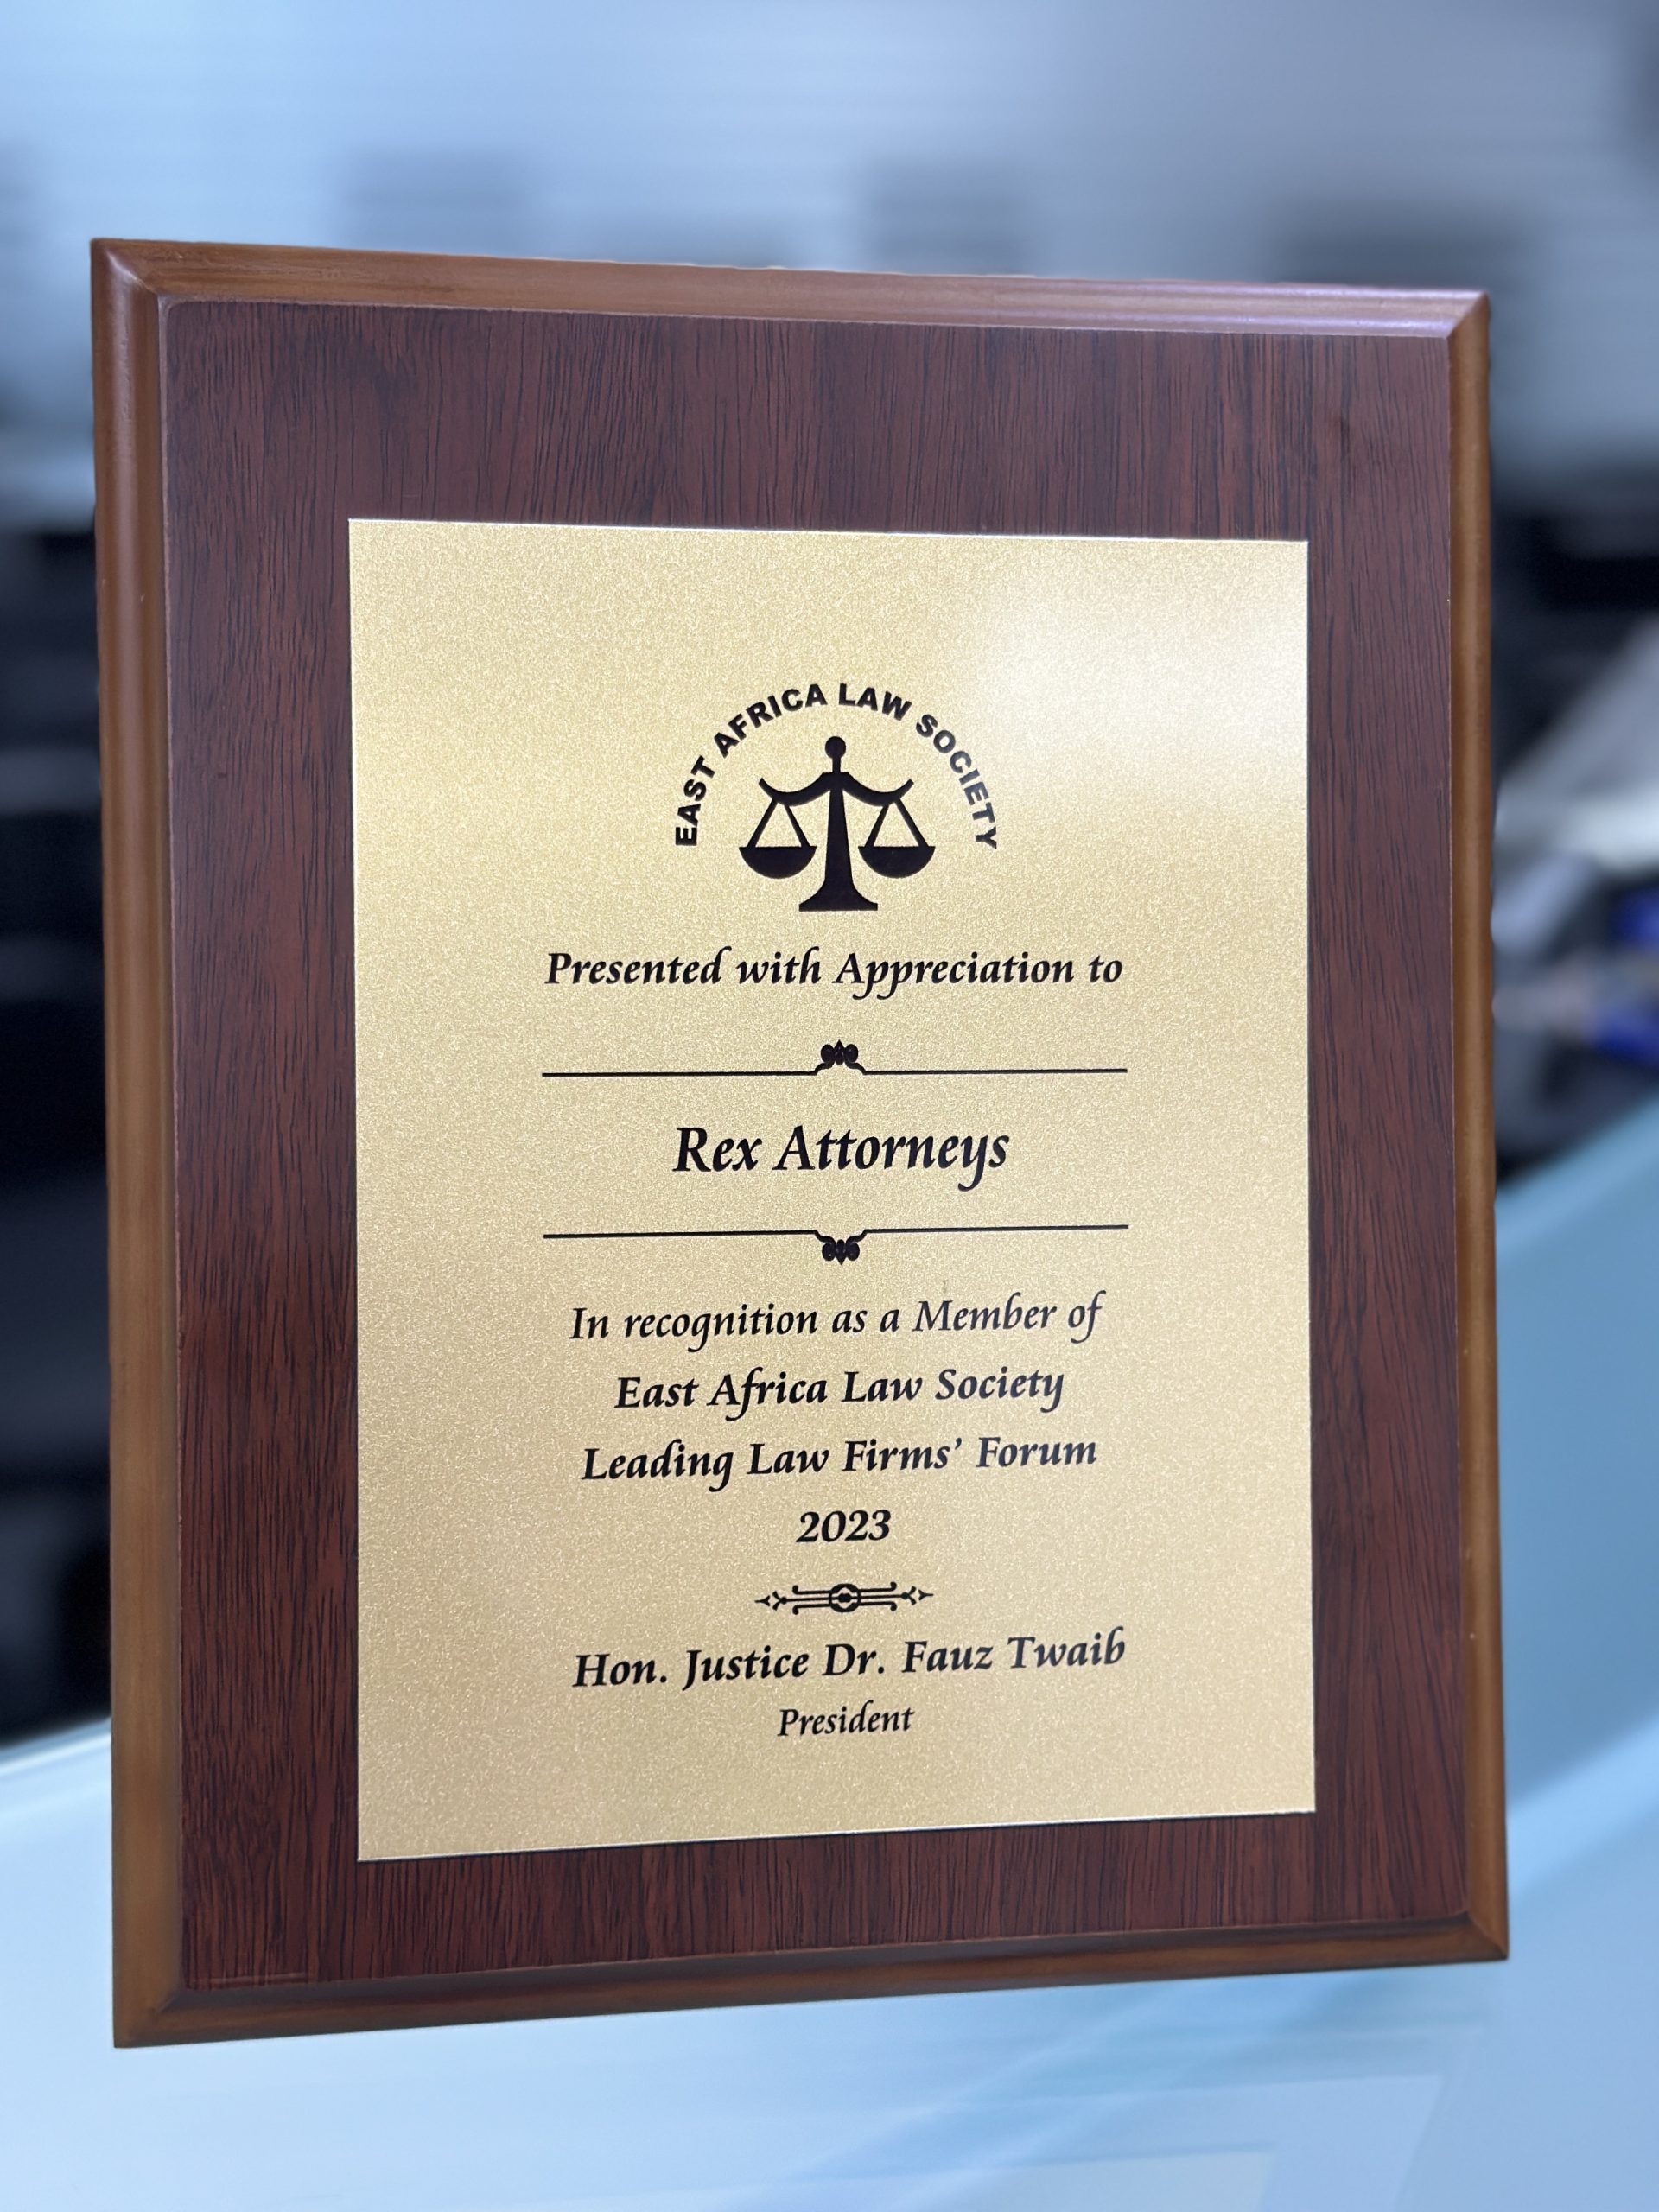 EAST AFRICA LAW SOCIETY
Presented with Appreciation to
Rex Attorneys
In recognition as a Member of
East Africa Law Society
Leading Law Firms’ Forum
2023
Hon. Justice Dr. Fauz Twaib
President